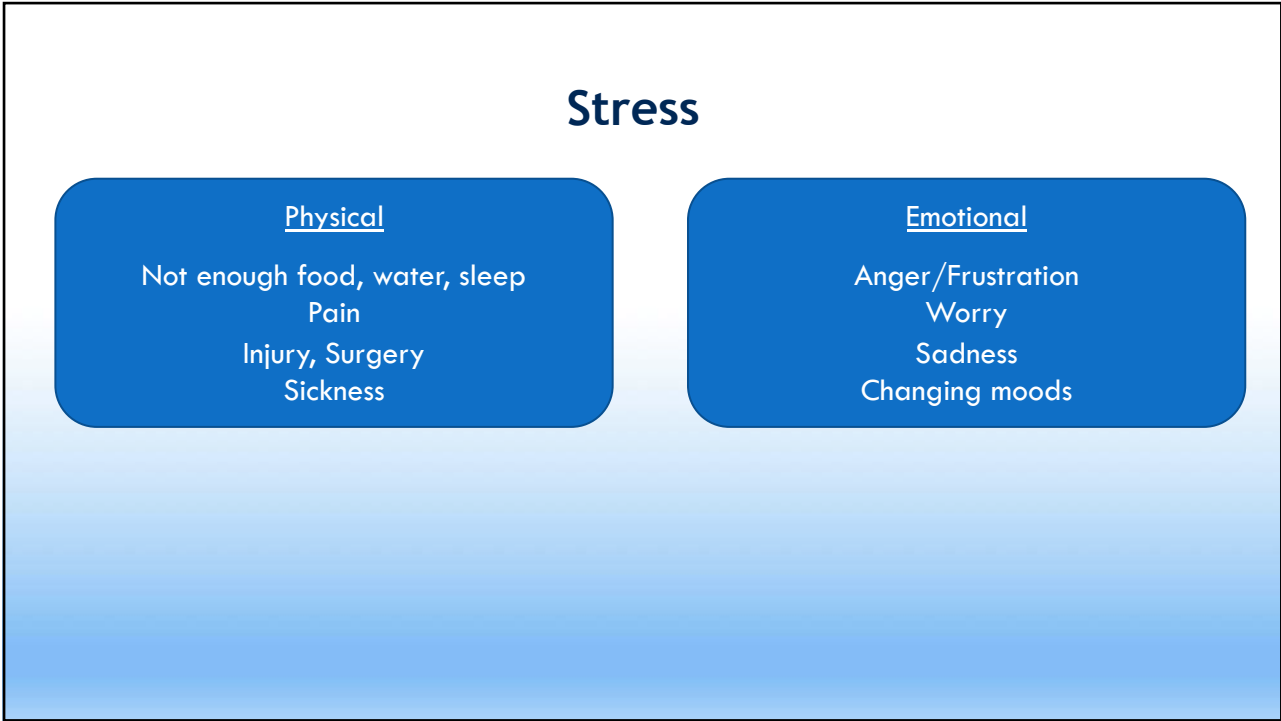 Stress
Physical
Not enough food, water, sleep
Pain
Injury, Surgery
Sickness
Emotional
Anger/Frustration
Worry
Sadness
Changing moods